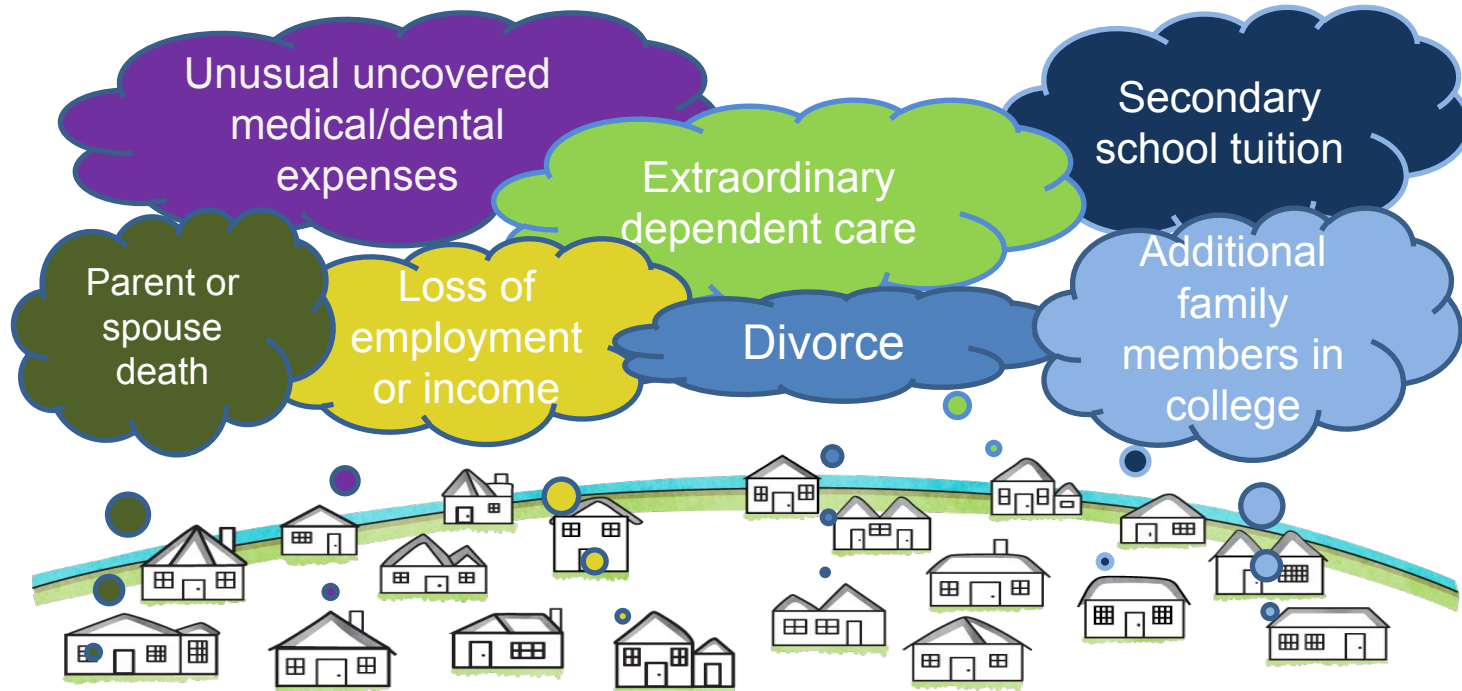 Unusual uncovered
medical/dental
expenses
Extraordinary
dependent care
Secondary
school tuition
Parent or
spouse
death
Loss of
employment
or income
Divorce
Additional
family
members in
college